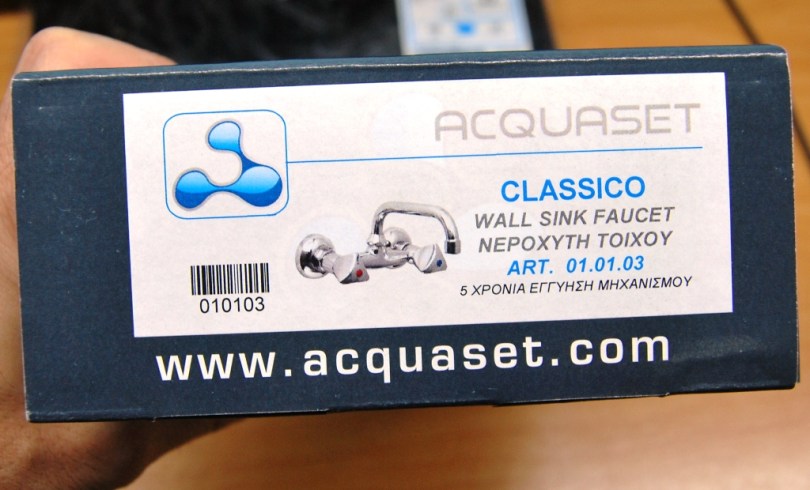 ACQUASET
CLASSICO
WALL SINK FAUCET
ΝΕΡΟΧΥΤΗ ΤΟΙΧΟΥ
ART. 01.01.03
5 ΧΡΟΝΙΑ ΕΓΓΥΗΣΗ ΜΗΧΑΝΙΣΜΟΥ
010103
www.acquaset.com